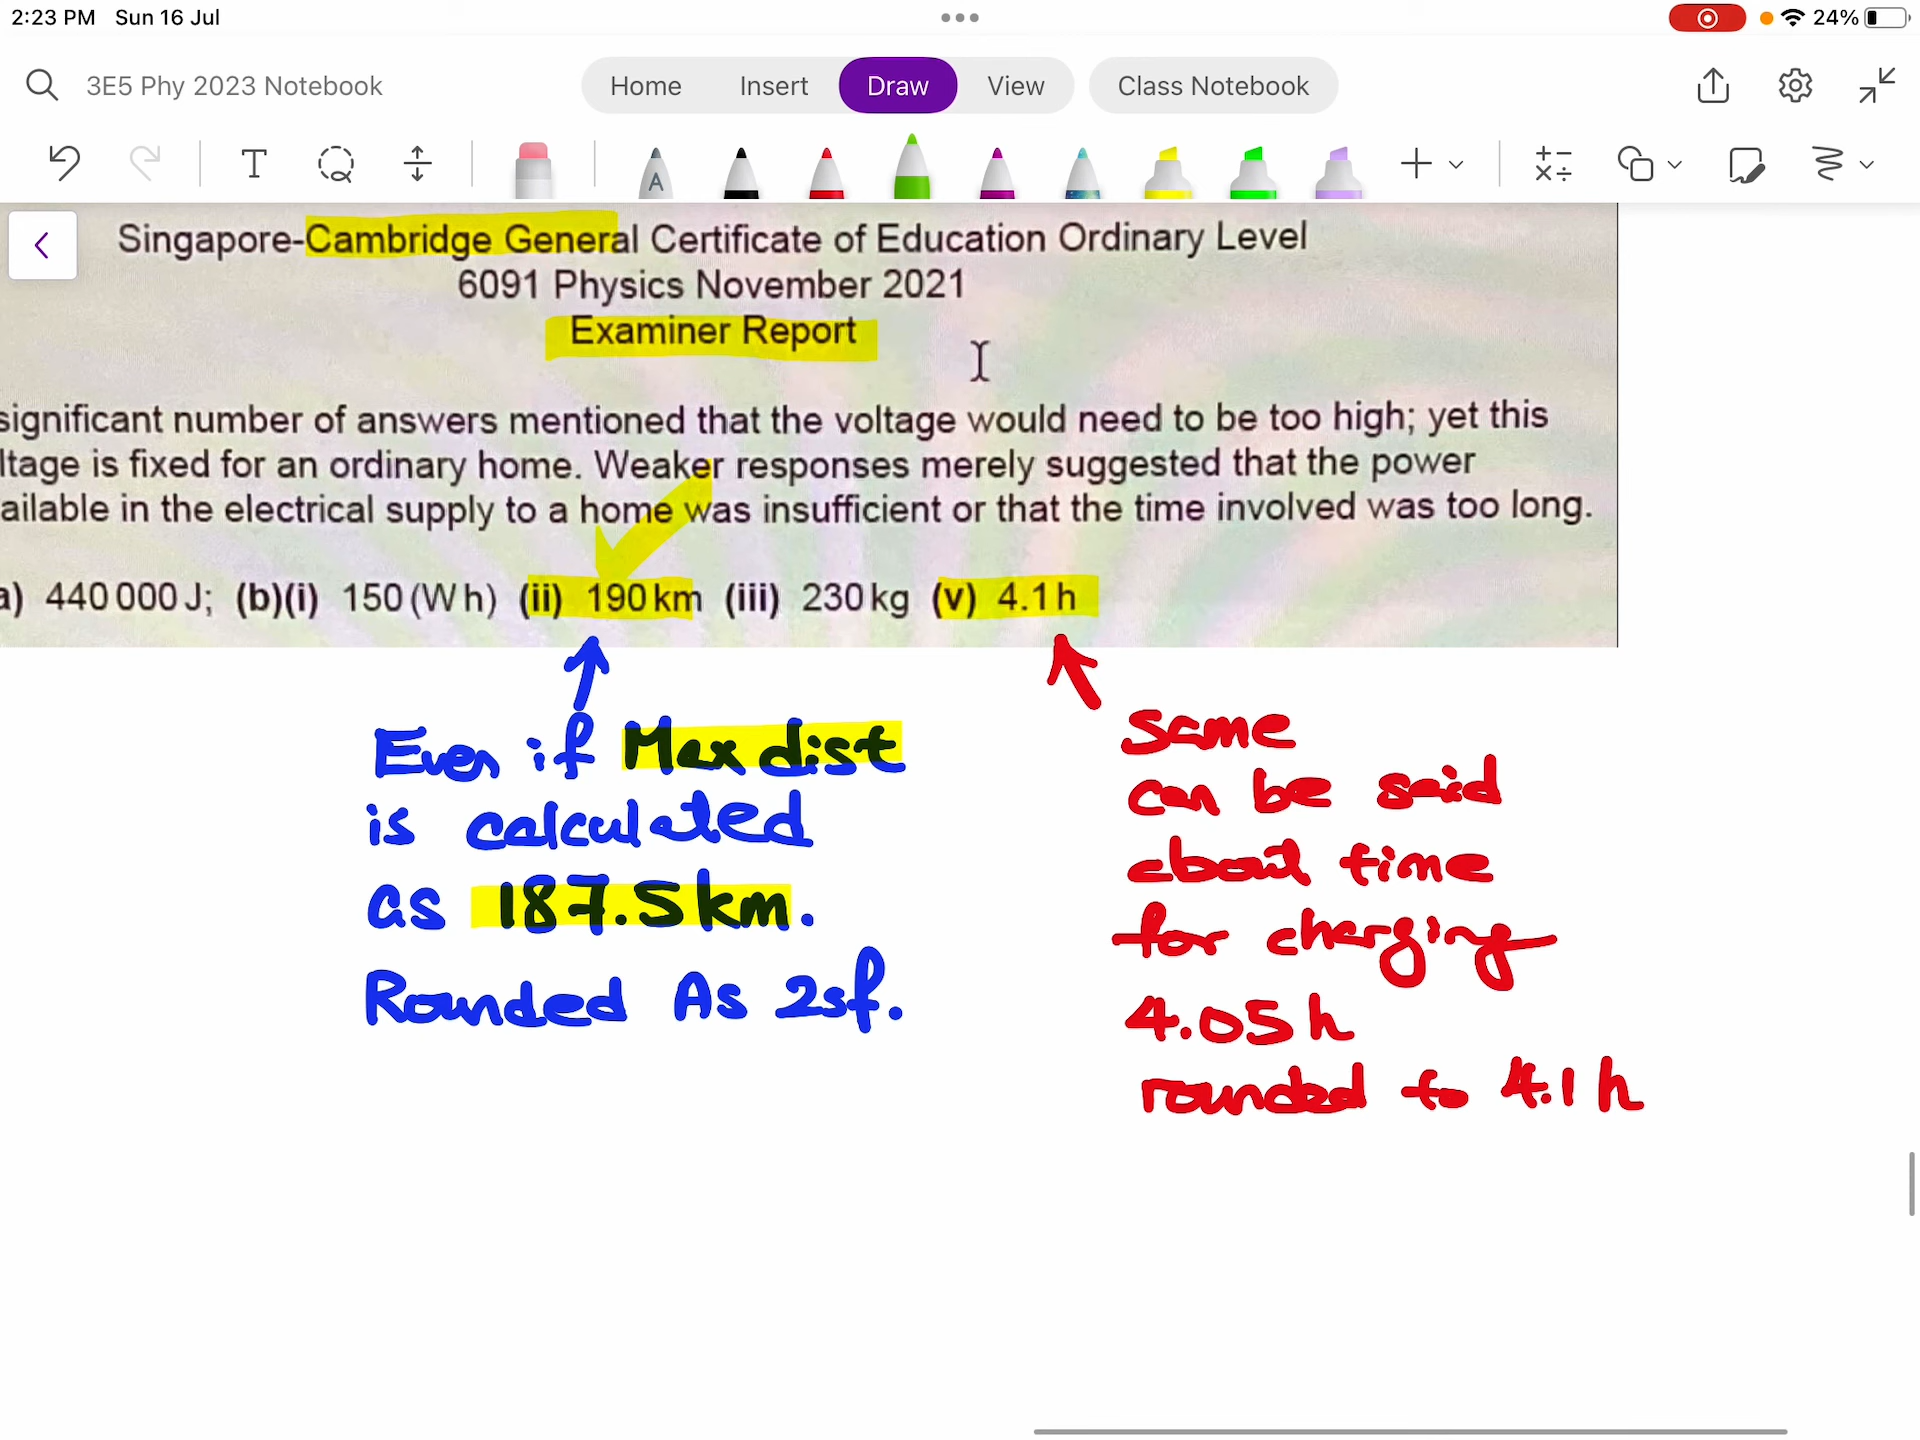 2:23 PM Sun 16 Jul
24%
3E5 Phy 2023 Notebook
Home Insert Draw View Class Notebook
T
A
Singapore-Cambridge General Certificate of Education Ordinary Level
6091 Physics November 2021
Examiner Report
significant number of answers mentioned that the voltage would need to be too high; yet this
ltage is fixed for an ordinary home. Weaker responses merely suggested that the power
ailable in the electrical supply to a home was insufficient or that the time involved was too long.
a) 440 000 J; (b)(i) 150 (W h) (ii) 190 km (iii) 230 kg (v) 4.1 h
Even if Max dist
is calculated
as 187.5 km.
Rounded As 2sf.
Same
can be said
about time
for charging
4.05 h
rounded to 4.1 h